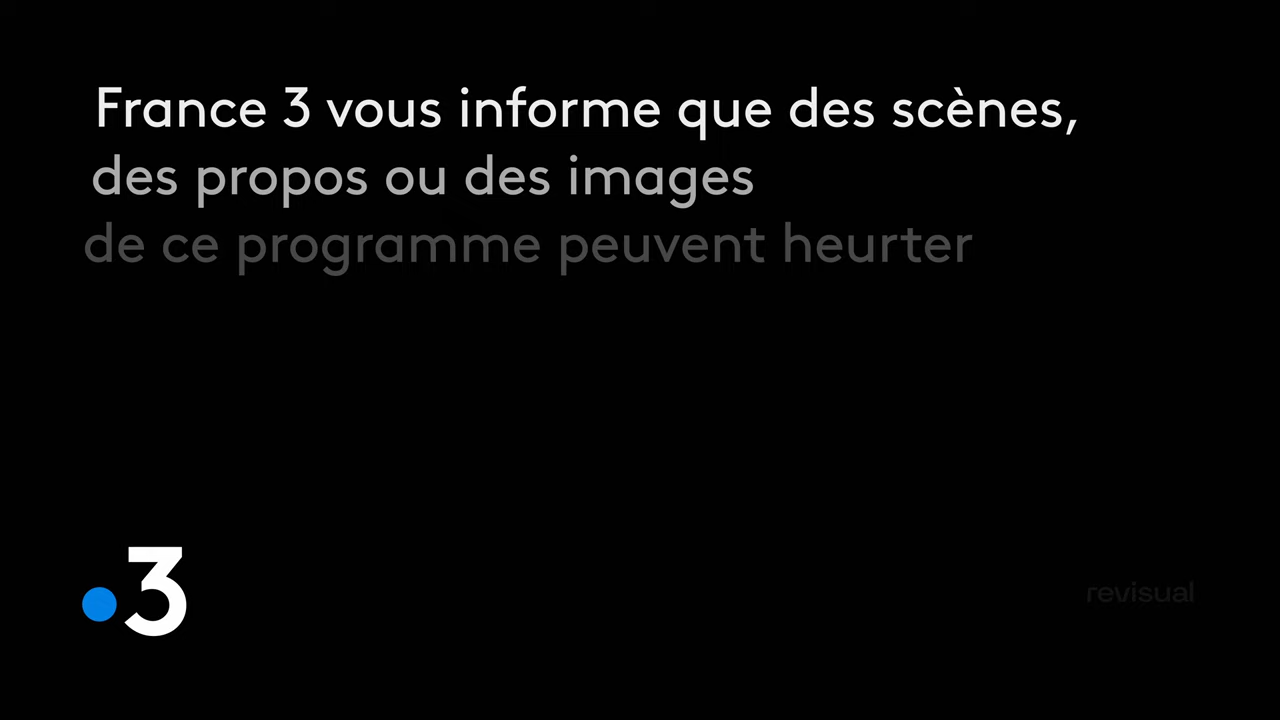 France 3 vous informe que des scènes,
des propos ou des images
de ce programme peuvent heurter
3
revisual